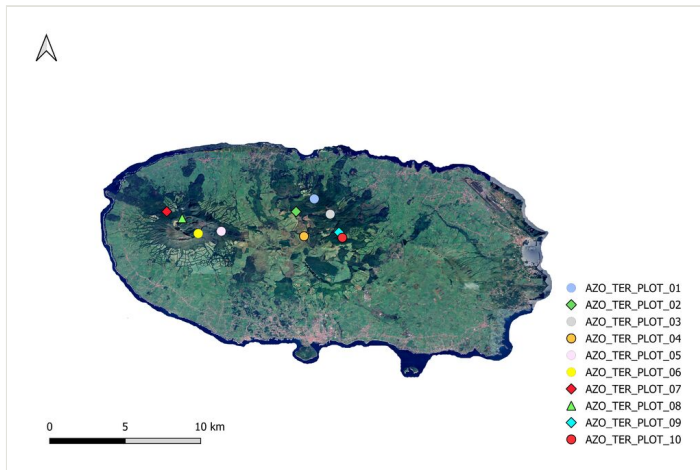 AZO_TER_PLOT_01
AZO_TER_PLOT_02
AZO_TER_PLOT_03
AZO_TER_PLOT_04
AZO_TER_PLOT_05
AZO_TER_PLOT_06
AZO_TER_PLOT_07
AZO_TER_PLOT_08
AZO_TER_PLOT_09
AZO_TER_PLOT_10
0 5 10 km